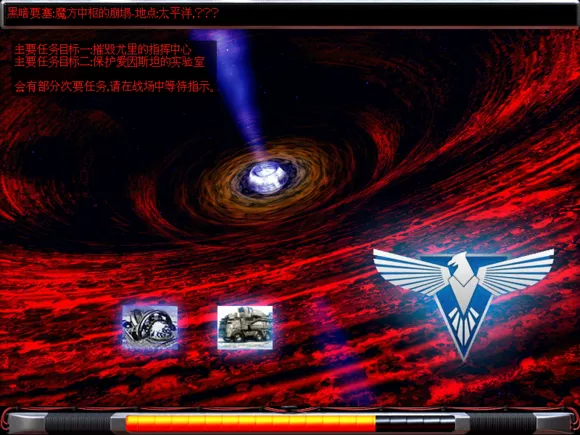 黑暗要塞:魔方中枢的崩塌.地点:太平洋,???
主要任务目标一:摧毁尤里的指挥中心
主要任务目标二:保护爱因斯坦的实验室
会有部分次要任务,请在战场中等待指示。